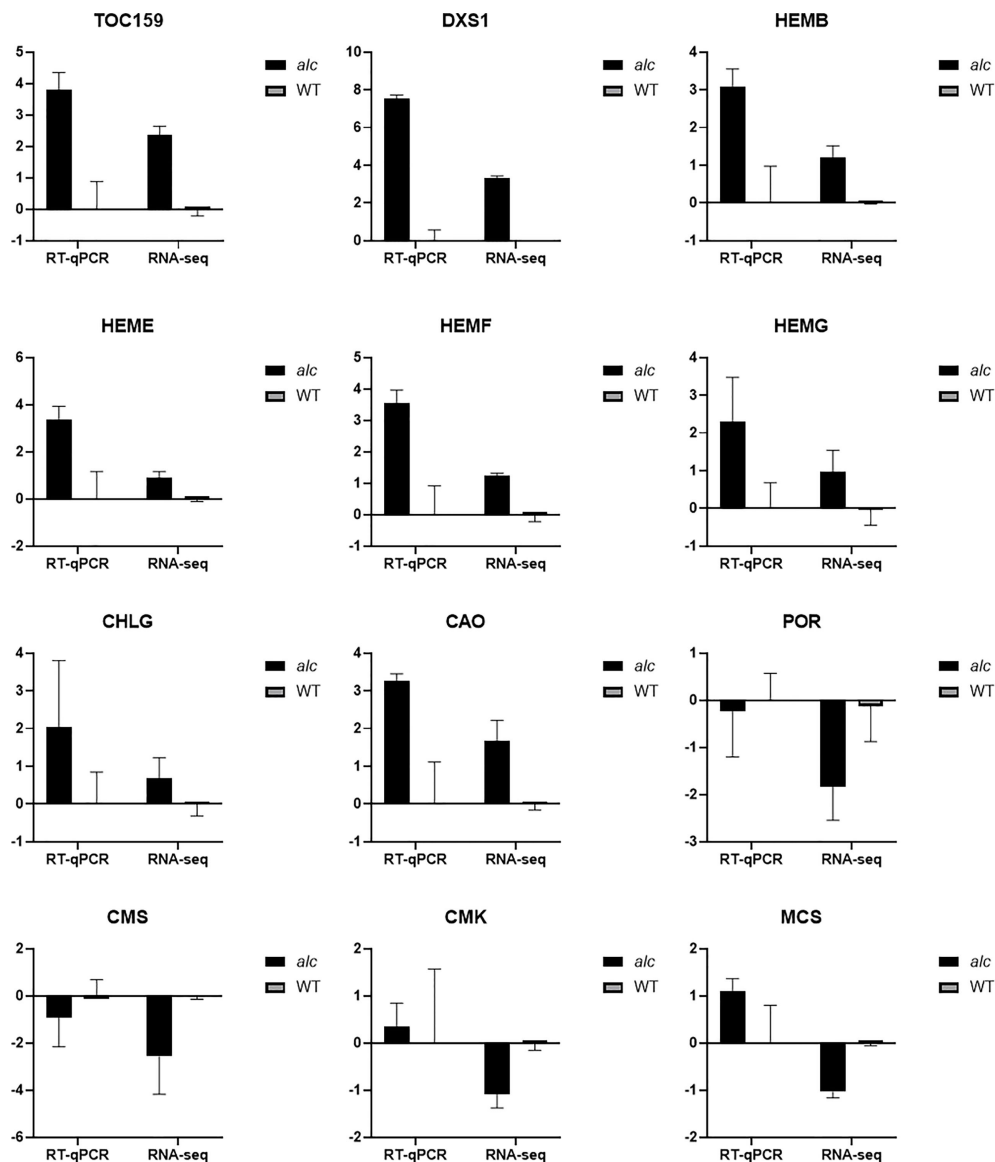 TOC159
5
4
3
2
1
0
-1
RT-qPCR RNA-seq
alc
WT
DXS1
10
8
6
4
2
0
RT-qPCR RNA-seq
alc
WT
HEMB
4
3
2
1
0
-1
RT-qPCR RNA-seq
alc
WT
HEME
6
4
2
0
-2
RT-qPCR RNA-seq
alc
WT
HEMF
5
4
3
2
1
0
-1
RT-qPCR RNA-seq
alc
WT
HEMG
4
3
2
1
0
-1
RT-qPCR RNA-seq
alc
WT
CHLG
4
3
2
1
0
-1
RT-qPCR RNA-seq
alc
WT
CAO
4
3
2
1
0
-1
RT-qPCR RNA-seq
alc
WT
POR
1
0
-1
-2
-3
RT-qPCR RNA-seq
alc
WT
CMS
2
0
-2
-4
-6
RT-qPCR RNA-seq
alc
WT
CMK
2
1
0
-1
-2
RT-qPCR RNA-seq
alc
WT
MCS
2
1
0
-1
-2
RT-qPCR RNA-seq
alc
WT